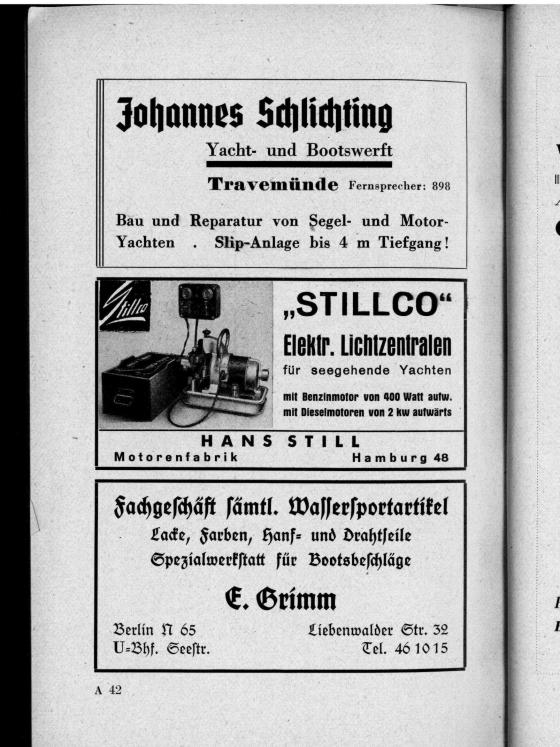 Johannes Schlichting
Yacht- und Bootswerft
Travemünde Fernsprecher: 898
Bau und Reparatur von Segel- und Motor-
Yachten . Slip-Anlage bis 4 m Tiefgang!
Stillco
„STILLCO“
Elektr. Lichtzentralen
für seegehende Yachten
mit Benzinmotor von 400 Watt aufw.
mit Dieselmotoren von 2 kw aufwärts
HANS STILL
Motorenfabrik Hamburg 48
Fachgeſchäft ſämtl. Waſſerſportartikel
Lacke, Farben, Hanf- und Drahtſeile
Spezialwerkſtatt für Bootsbeſchläge
E. Grimm
Berlin N 65 Liebenwalder Str. 32
U=Bhf. Seeſtr. Tel. 46 10 15
A 42